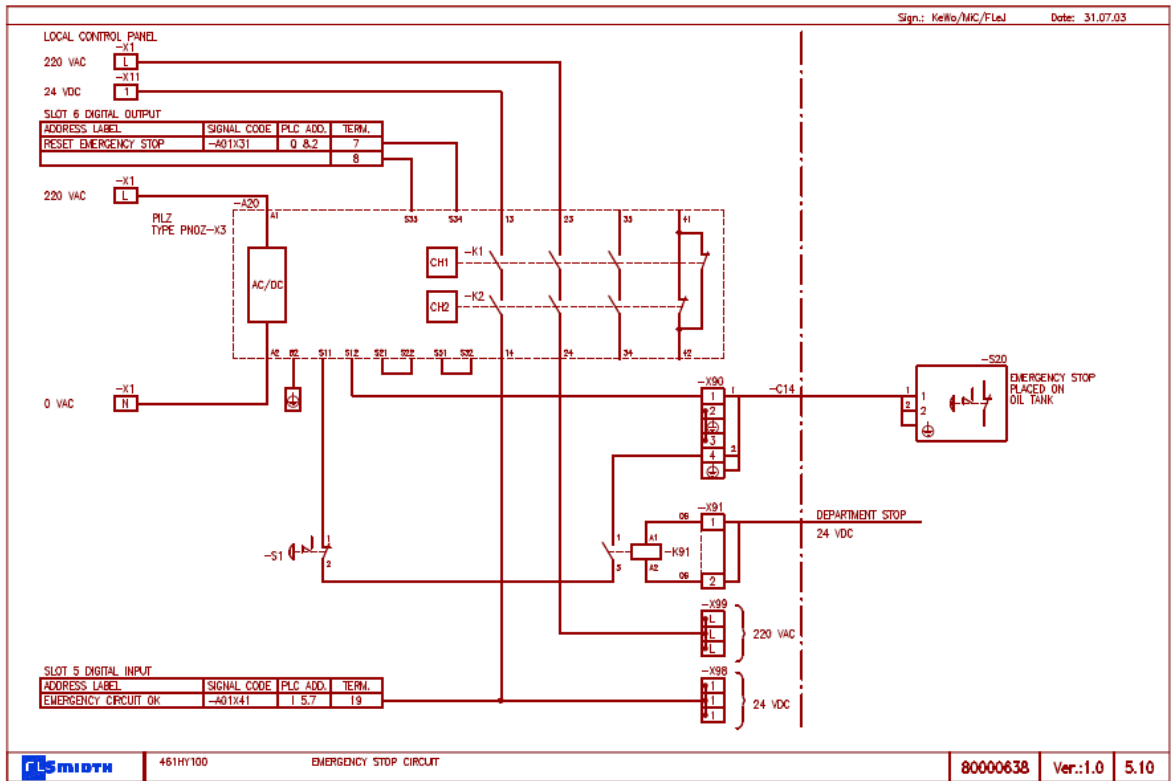 Sign.: KeWo/MiC/FLeJ Date: 31.07.03
LOCAL CONTROL PANEL
-X1
220 VAC L
-X11
24 VDC 1
SLOT 6 DIGITAL OUTPUT
ADDRESS LABEL SIGNAL CODE PLC ADD. TERM.
RESET EMERGENCY STOP -A01X31 Q 8.2 7
8
-X1
220 VAC L
-A20
PILZ
TYPE PNOZ-X3
A1 S33 S34 13 23 33 41
AC/DC
CH1 -K1
CH2 -K2
A2 B2 S11 S12 S21 S22 S31 S32 14 24 34 42
-X1
0 VAC N
-X90
1 1
2
3
4 2
-C14
-S20
1 1
2 2
EMERGENCY STOP
PLACED ON
OIL TANK
-S1 1
2
1
5
A1
A2
-K91
-X91
OG 1
OG 2
DEPARTMENT STOP
24 VDC
-X99
L
L
L
220 VAC
-X98
1
1
1
24 VDC
SLOT 5 DIGITAL INPUT
ADDRESS LABEL SIGNAL CODE PLC ADD. TERM.
EMERGENCY CIRCUIT OK -A01X41 I 5.7 19
FLSMIDTH
461HY100 EMERGENCY STOP CIRCUIT 80000638 Ver.:1.0 5.10